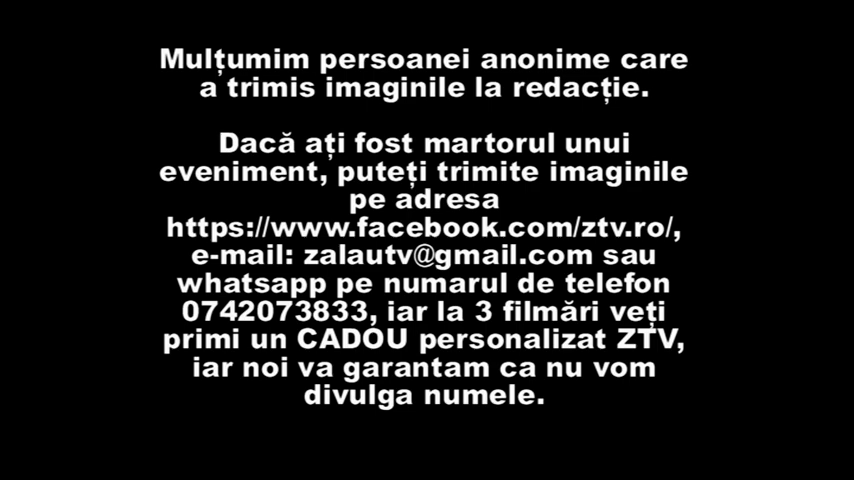 Mulțumim persoanei anonime care
a trimis imaginile la redacție.
Dacă ați fost martorul unui
eveniment, puteți trimite imaginile
pe adresa
https://www.facebook.com/ztv.ro/,
e-mail: zalautv@gmail.com sau
whatsapp pe numarul de telefon
0742073833, iar la 3 filmări veți
primi un CADOU personalizat ZTV,
iar noi va garantam ca nu vom
divulga numele.